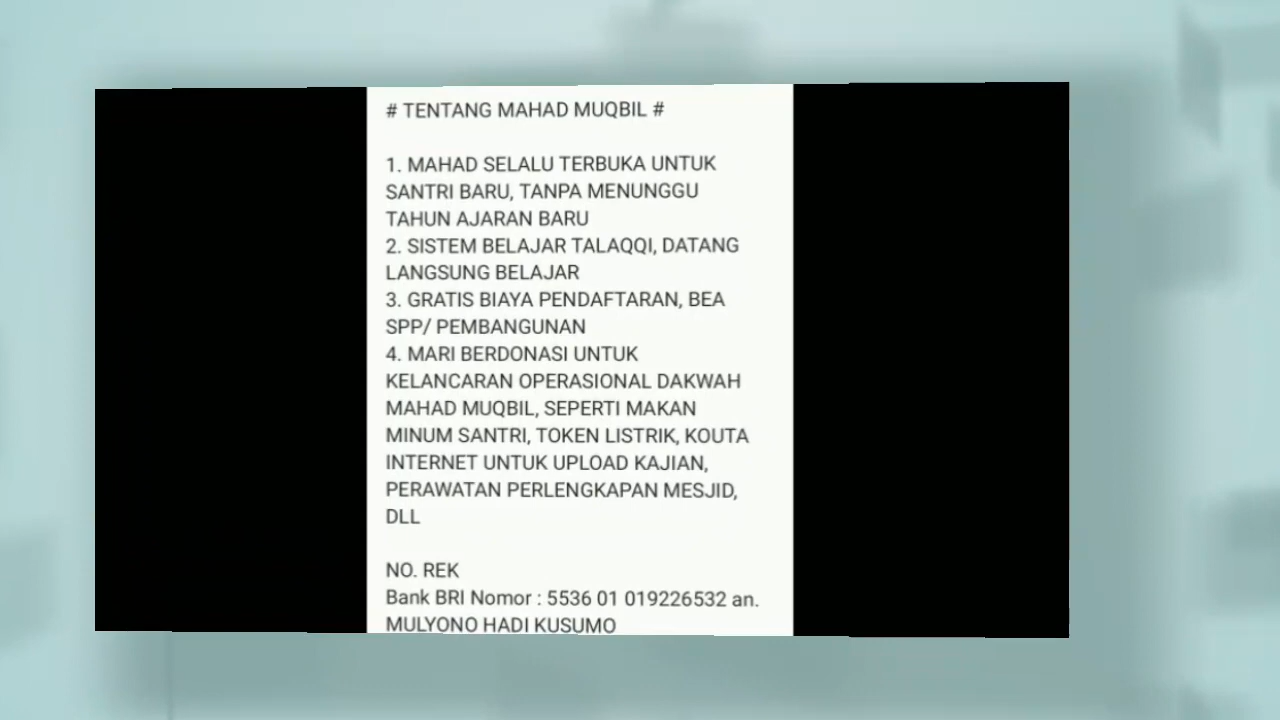 # TENTANG MAHAD MUQBIL #
1. MAHAD SELALU TERBUKA UNTUK
SANTRI BARU, TANPA MENUNGGU
TAHUN AJARAN BARU
2. SISTEM BELAJAR TALAQQI, DATANG
LANGSUNG BELAJAR
3. GRATIS BIAYA PENDAFTARAN, BEA
SPP/ PEMBANGUNAN
4. MARI BERDONASI UNTUK
KELANCARAN OPERASIONAL DAKWAH
MAHAD MUQBIL, SEPERTI MAKAN
MINUM SANTRI, TOKEN LISTRIK, KOUTA
INTERNET UNTUK UPLOAD KAJIAN,
PERAWATAN PERLENGKAPAN MESJID,
DLL
NO. REK
Bank BRI Nomor : 5536 01 019226532 an.
MULYONO HADI KUSUMO